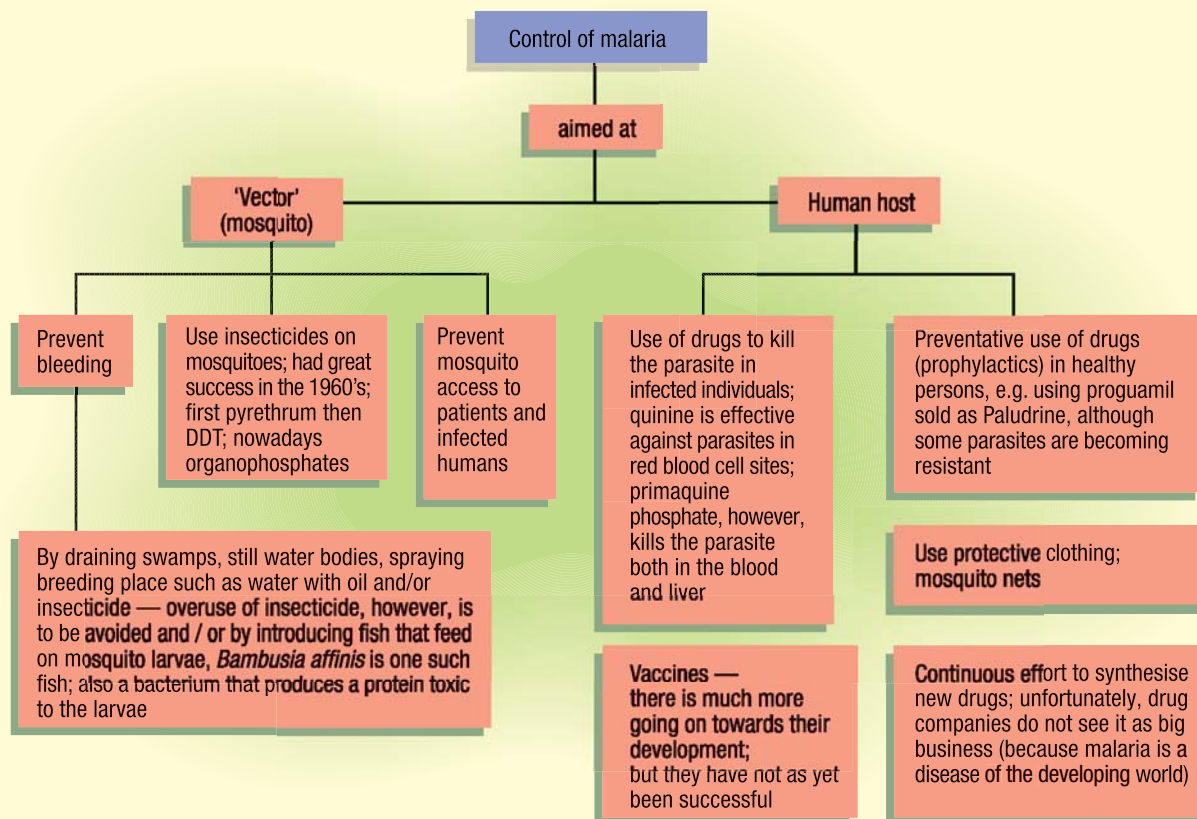 Control of malaria
aimed at
‘Vector’
(mosquito)
Human host
Prevent
bleeding
Use insecticides on
mosquitoes; had great
success in the 1960’s;
first pyrethrum then
DDT; nowadays
organophosphates
Prevent
mosquito
access to
patients and
infected
humans
Use of drugs to kill
the parasite in
infected individuals;
quinine is effective
against parasites in
red blood cell sites;
primaquine
phosphate, however,
kills the parasite
both in the blood
and liver
Preventative use of drugs
(prophylactics) in healthy
persons, e.g. using proguamil
sold as Paludrine, although
some parasites are becoming
resistant
By draining swamps, still water bodies, spraying
breeding place such as water with oil and/or
insecticide — overuse of insecticide, however, is
to be avoided and / or by introducing fish that feed
on mosquito larvae, Bambusia affinis is one such
fish; also a bacterium that produces a protein toxic
to the larvae
Use protective clothing;
mosquito nets
Vaccines —
there is much more
going on towards their
development;
but they have not as yet
been successful
Continuous effort to synthesise
new drugs; unfortunately, drug
companies do not see it as big
business (because malaria is a
disease of the developing world)